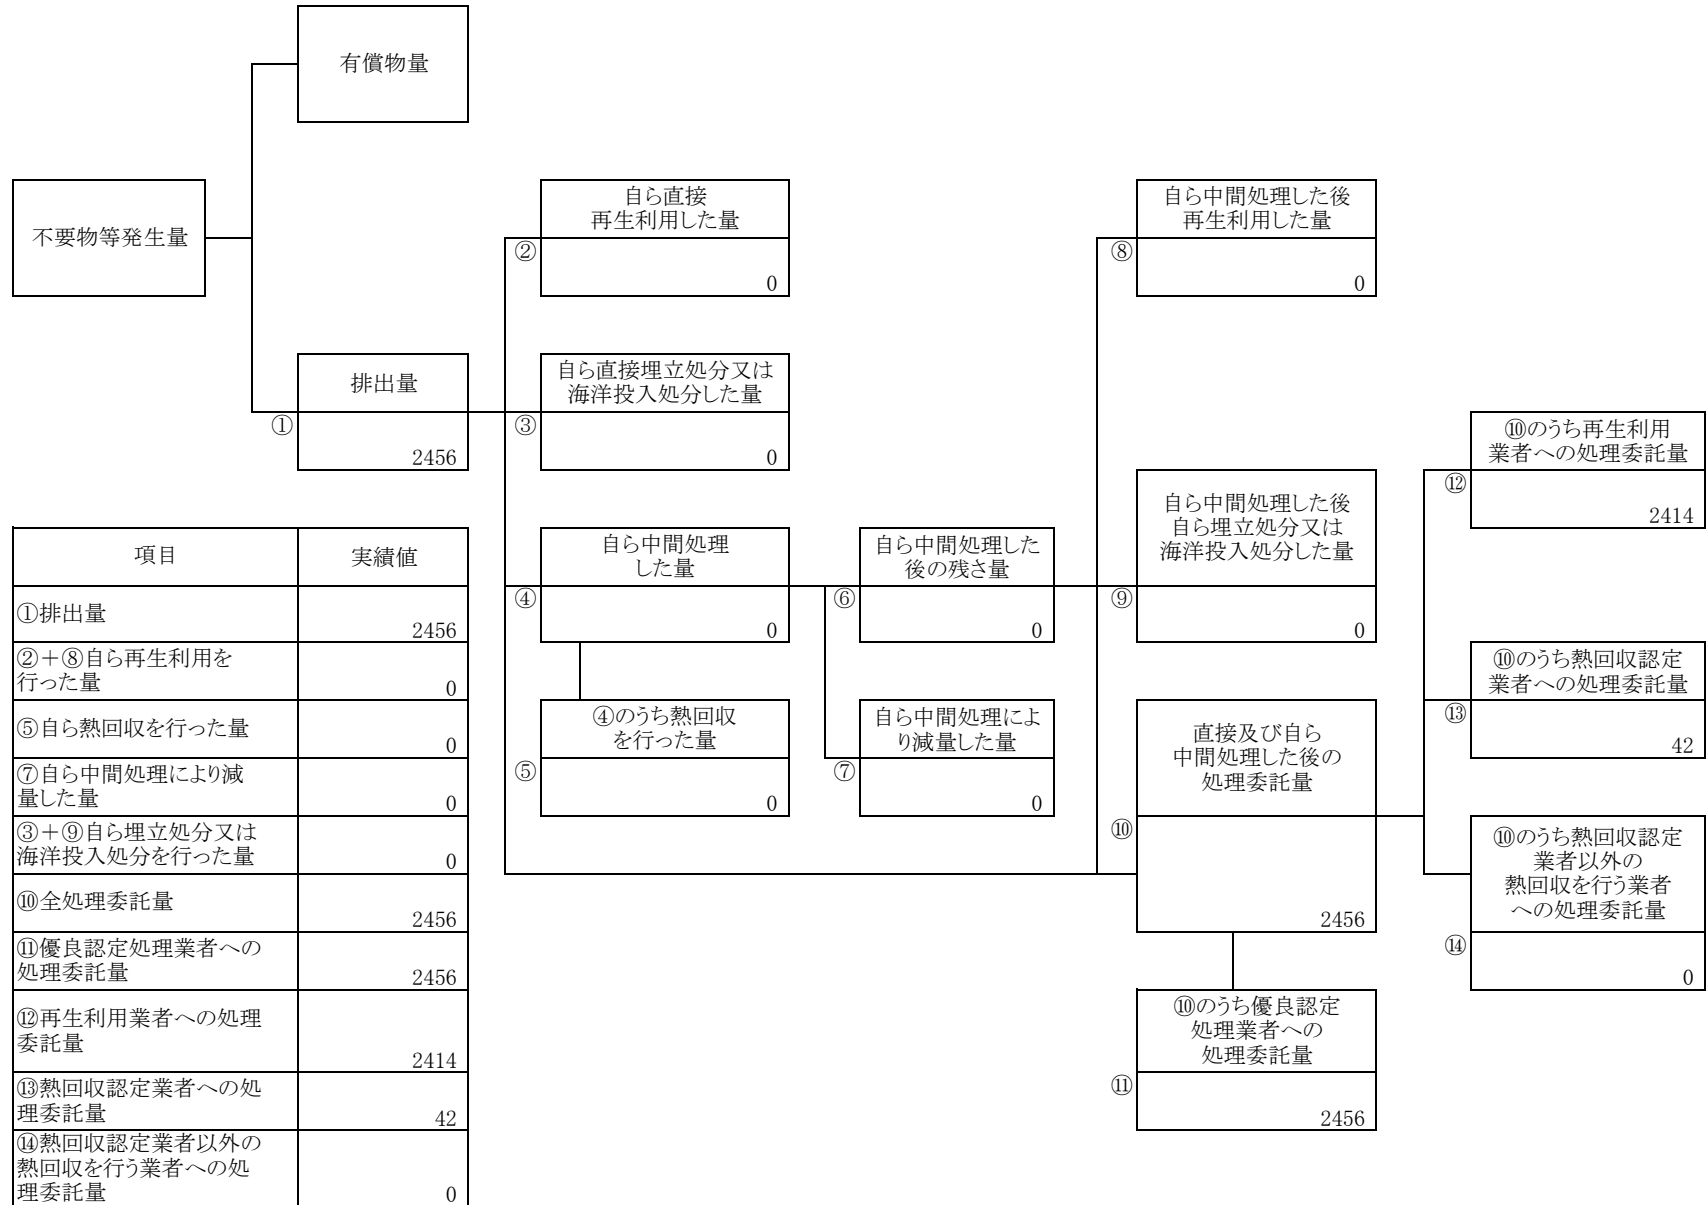 有償物量
不要物等発生量
自ら直接
再生利用した量
②
0
自ら中間処理した後
再生利用した量
⑧
0
排出量
①
2456
自ら直接埋立処分又は
海洋投入処分した量
③
0
⑩のうち再生利用
業者への処理委託量
⑫
2414
自ら中間処理
した量
④
0
自ら中間処理した
後の残さ量
⑥
0
自ら中間処理した後
自ら埋立処分又は
海洋投入処分した量
⑨
0
⑩のうち熱回収認定
業者への処理委託量
⑬
42
④のうち熱回収
を行った量
⑤
0
自ら中間処理によ
り減量した量
⑦
0
直接及び自ら
中間処理した後の
処理委託量
⑩
2456
⑩のうち熱回収認定
業者以外の
熱回収を行う業者
への処理委託量
⑭
0
⑩のうち優良認定
処理業者への
処理委託量
⑪
2456
項目 実績値
①排出量
2456
②+⑧自ら再生利用を
行った量
0
⑤自ら熱回収を行った量
0
⑦自ら中間処理により減
量した量
0
③+⑨自ら埋立処分又は
海洋投入処分を行った量
0
⑩全処理委託量
2456
⑪優良認定処理業者への
処理委託量
2456
⑫再生利用業者への処理
委託量
2414
⑬熱回収認定業者への処
理委託量
42
⑭熱回収認定業者以外の
熱回収を行う業者への処
理委託量
0